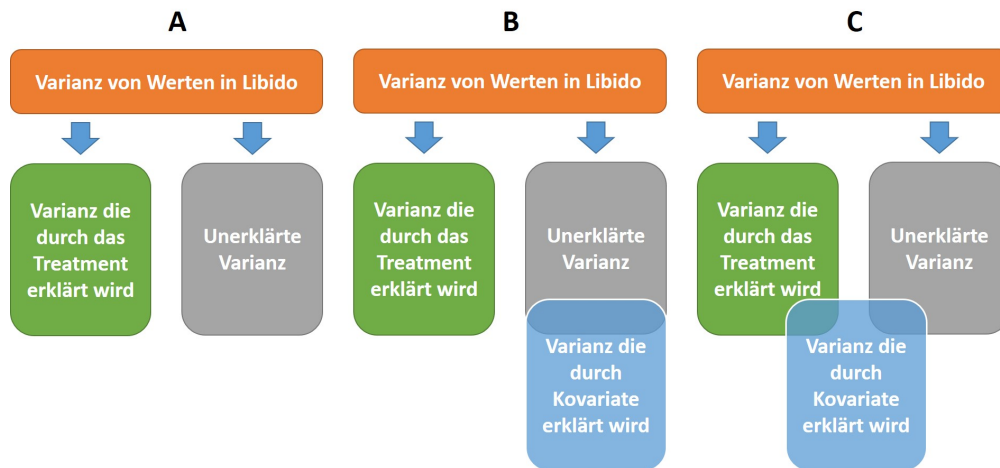 A
Varianz von Werten in Libido
Varianz die
durch das
Treatment
erklärt wird
Unerklärte
Varianz
B
Varianz von Werten in Libido
Varianz die
durch das
Treatment
erklärt wird
Unerklärte
Varianz
Varianz die
durch
Kovariate
erklärt wird
C
Varianz von Werten in Libido
Varianz die
durch das
Treatment
erklärt wird
Unerklärte
Varianz
Varianz die
durch
Kovariate
erklärt wird